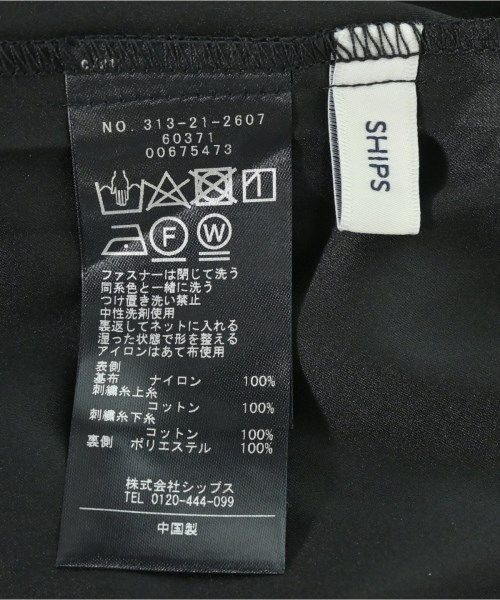 NO. 313-21-2607
60371
00675473
F W
ファスナーは閉じて洗う
同系色と一緒に洗う
つけ置き洗い禁止
中性洗剤使用
裏返してネットに入れる
湿った状態で形を整える
アイロンはあて布使用
表側
基布 ナイロン 100%
刺繍糸上糸
コットン 100%
刺繍糸下糸
コットン 100%
裏側 ポリエステル 100%
株式会社シップス
TEL 0120-444-099
中国製
SHIPS